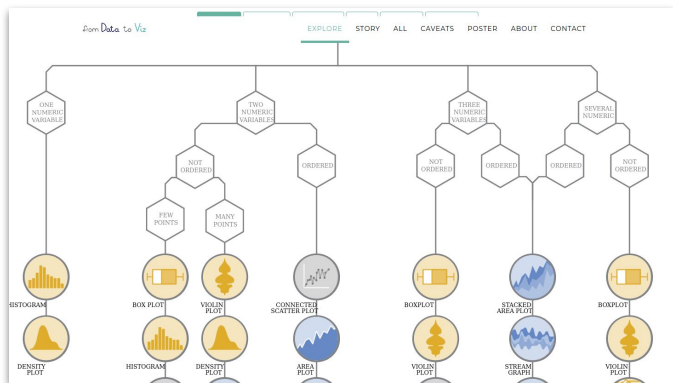 from Data to Viz
EXPLORE STORY ALL CAVEATS POSTER ABOUT CONTACT
ONE
NUMERIC
VARIABLE
TWO
NUMERIC
VARIABLES
THREE
NUMERIC
VARIABLES
SEVERAL
NUMERIC
NOT
ORDERED
ORDERED
NOT
ORDERED
ORDERED
ORDERED
NOT
ORDERED
FEW
POINTS
MANY
POINTS
HISTOGRAM
BOX PLOT
VIOLIN
PLOT
CONNECTED
SCATTER PLOT
BOXPLOT
STACKED
AREA PLOT
BOXPLOT
DENSITY
PLOT
HISTOGRAM
DENSITY
PLOT
AREA
PLOT
VIOLIN
PLOT
STREAM
GRAPH
VIOLIN
PLOT